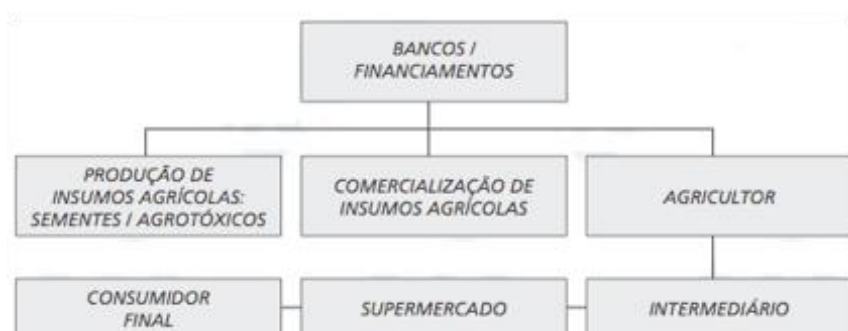 BANCOS /
FINANCIAMENTOS
PRODUÇÃO DE
INSUMOS AGRÍCOLAS:
SEMENTES / AGROTÓXICOS
COMERCIALIZAÇÃO DE
INSUMOS AGRÍCOLAS
AGRICULTOR
CONSUMIDOR
FINAL
SUPERMERCADO
INTERMEDIÁRIO